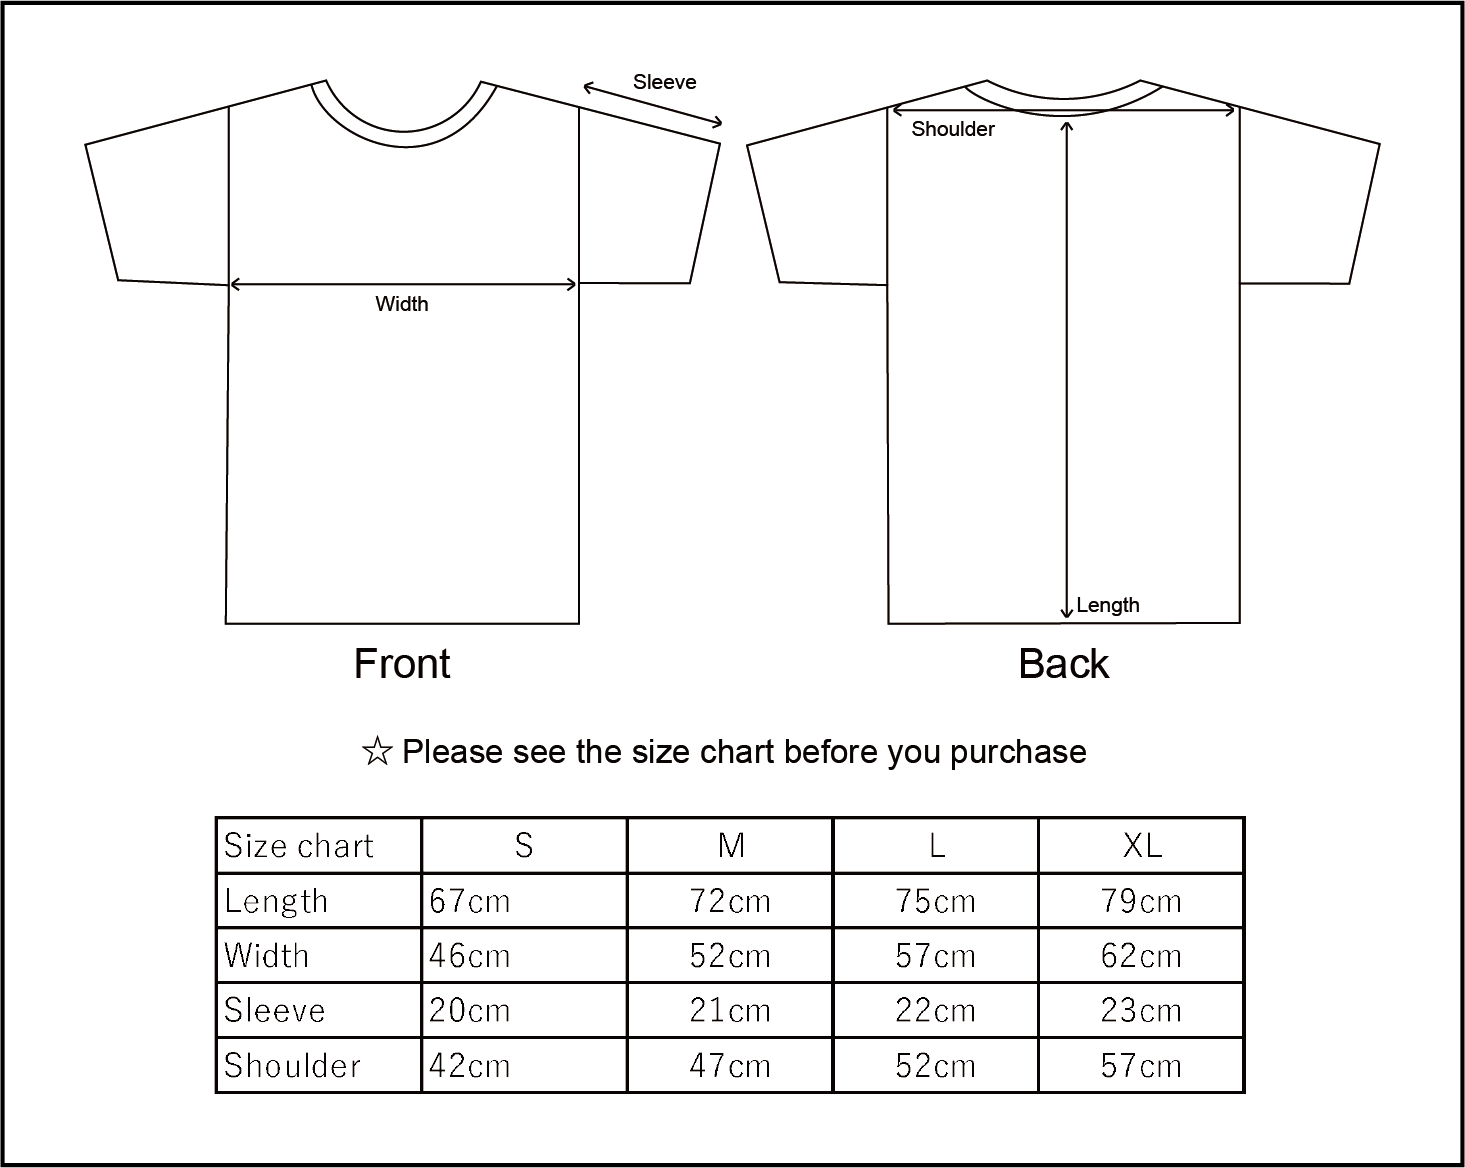 Sleeve
Shoulder
Width
Length
Front
Back
☆ Please see the size chart before you purchase
Size chart S M L XL
Length 67cm 72cm 75cm 79cm
Width 46cm 52cm 57cm 62cm
Sleeve 20cm 21cm 22cm 23cm
Shoulder 42cm 47cm 52cm 57cm